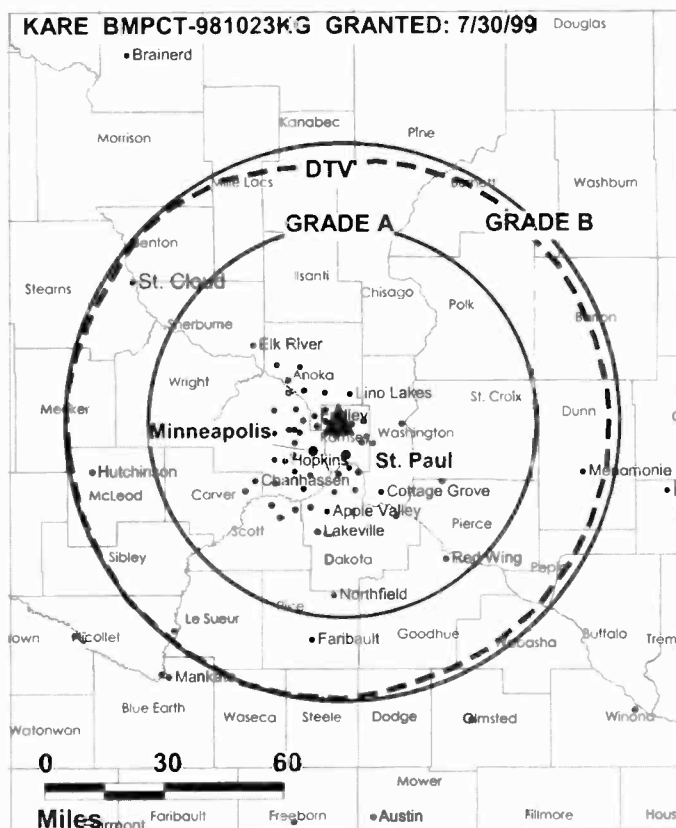 KARE BMPCT-981023KG GRANTED: 7/30/99
Douglas
Brainerd
Kanabec
Morrison
Pine
DTV
Mille Lacs
Burnett
Washburn
GRADE A
GRADE B
Benton
Isanti
St. Cloud
Stearns
Chisago
Polk
Sherburne
Barron
Elk River
Wright
Anoka
Lino Lakes
St. Croix
Meeker
Dunn
Minneapolis
Ramsey
Washington
Hopkins
St. Paul
Hutchinson
Menomonie
McLeod
Chanhassen
Carver
Cottage Grove
Apple Valley
Pierce
Scott
Lakeville
Sibley
Dakota
Red Wing
Pepin
Northfield
Rice
Le Sueur
Nicollet
Faribault
Goodhue
Wabasha
Buffalo
Trem
Mankato
Blue Earth
Waseca
Steele
Dodge
Olmsted
Winona
Watonwan
0 30 60
Miles
Mower
Faribault
Freeborn
Austin
Fillmore
Hous